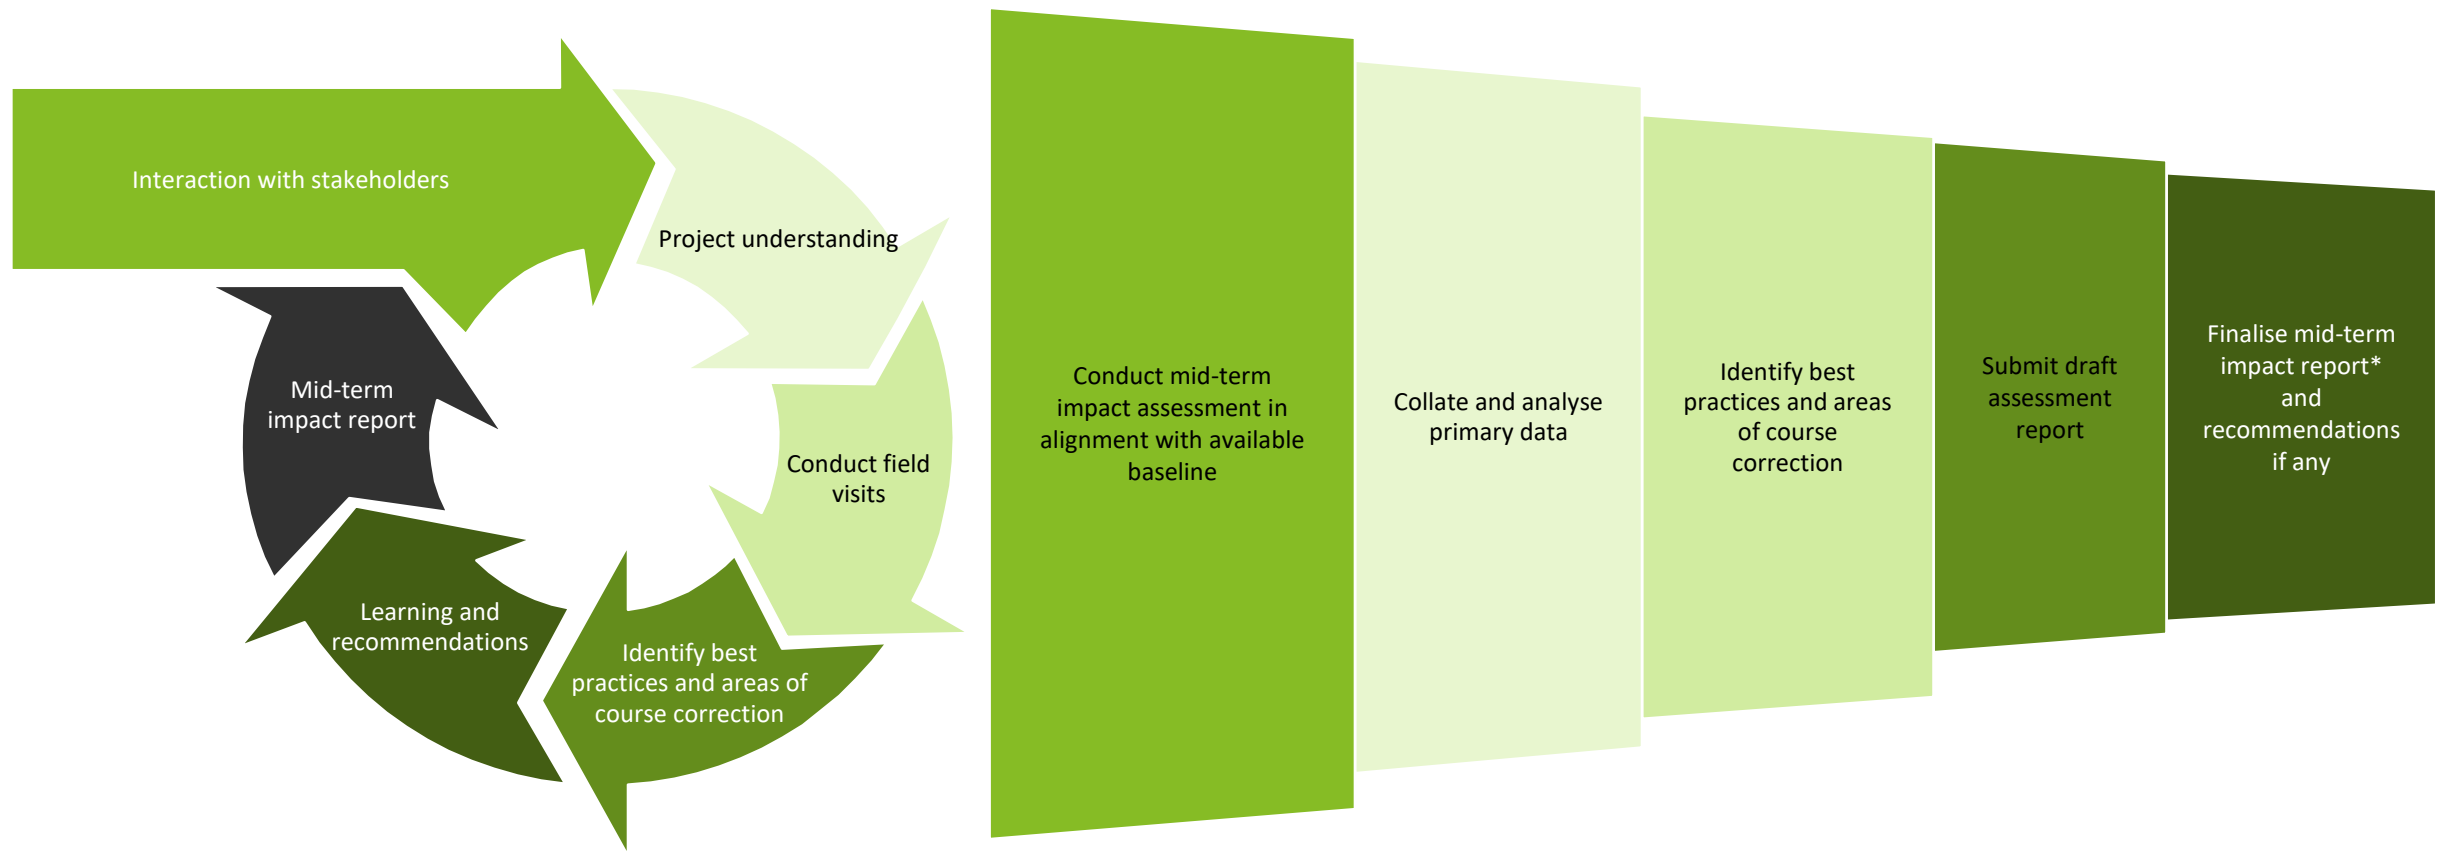 Interaction with stakeholders
Project understanding
Conduct field
visits
Identify best
practices and areas of
course correction
Learning and
recommendations
Mid-term
impact report
Conduct mid-term
impact assessment in
alignment with available
baseline
Collate and analyse
primary data
Identify best
practices and areas
of course
correction
Submit draft
assessment
report
Finalise mid-term
impact report*
and
recommendations
if any